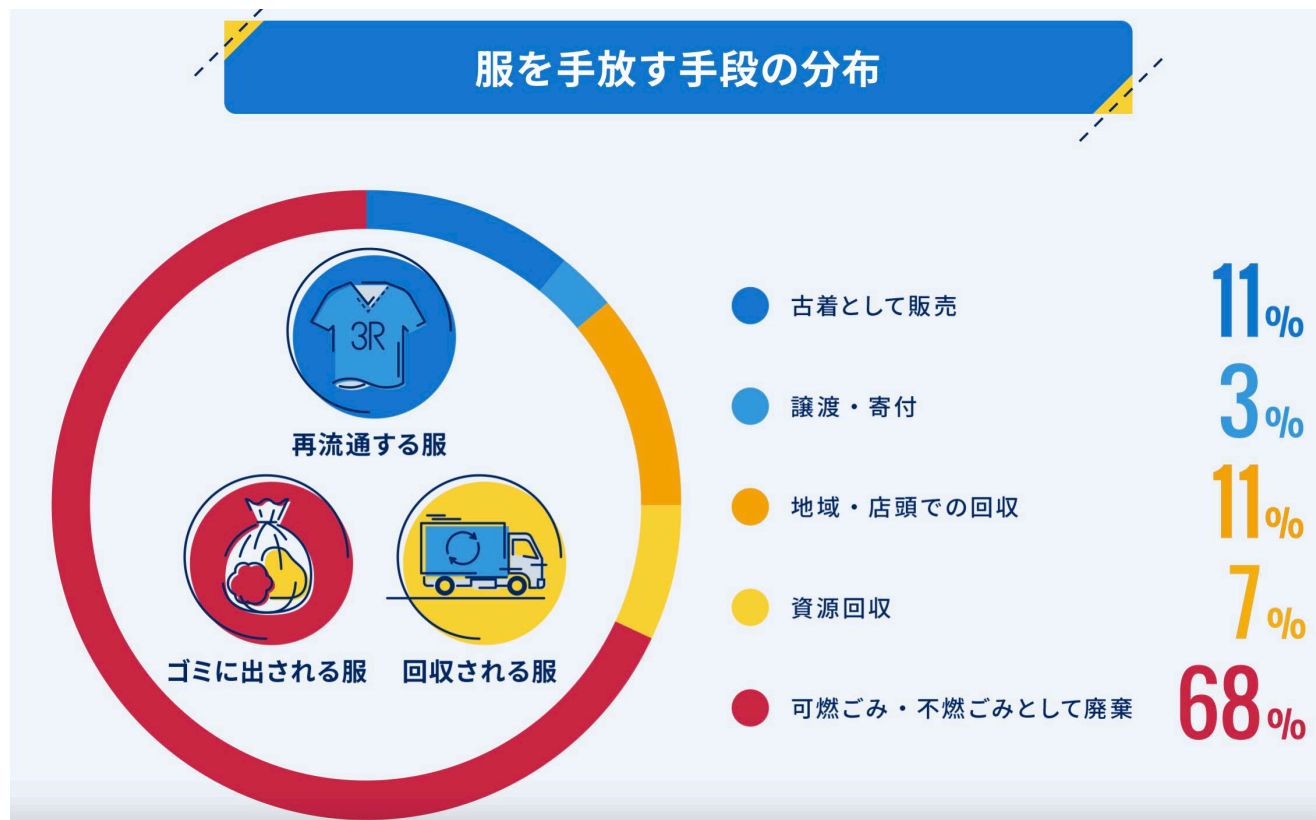 服を手放す手段の分布
3R
再流通する服
ゴミに出される服
回収される服
古着として販売 11%
譲渡・寄付 3%
地域・店頭での回収 11%
資源回収 7%
可燃ごみ・不燃ごみとして廃棄 68%